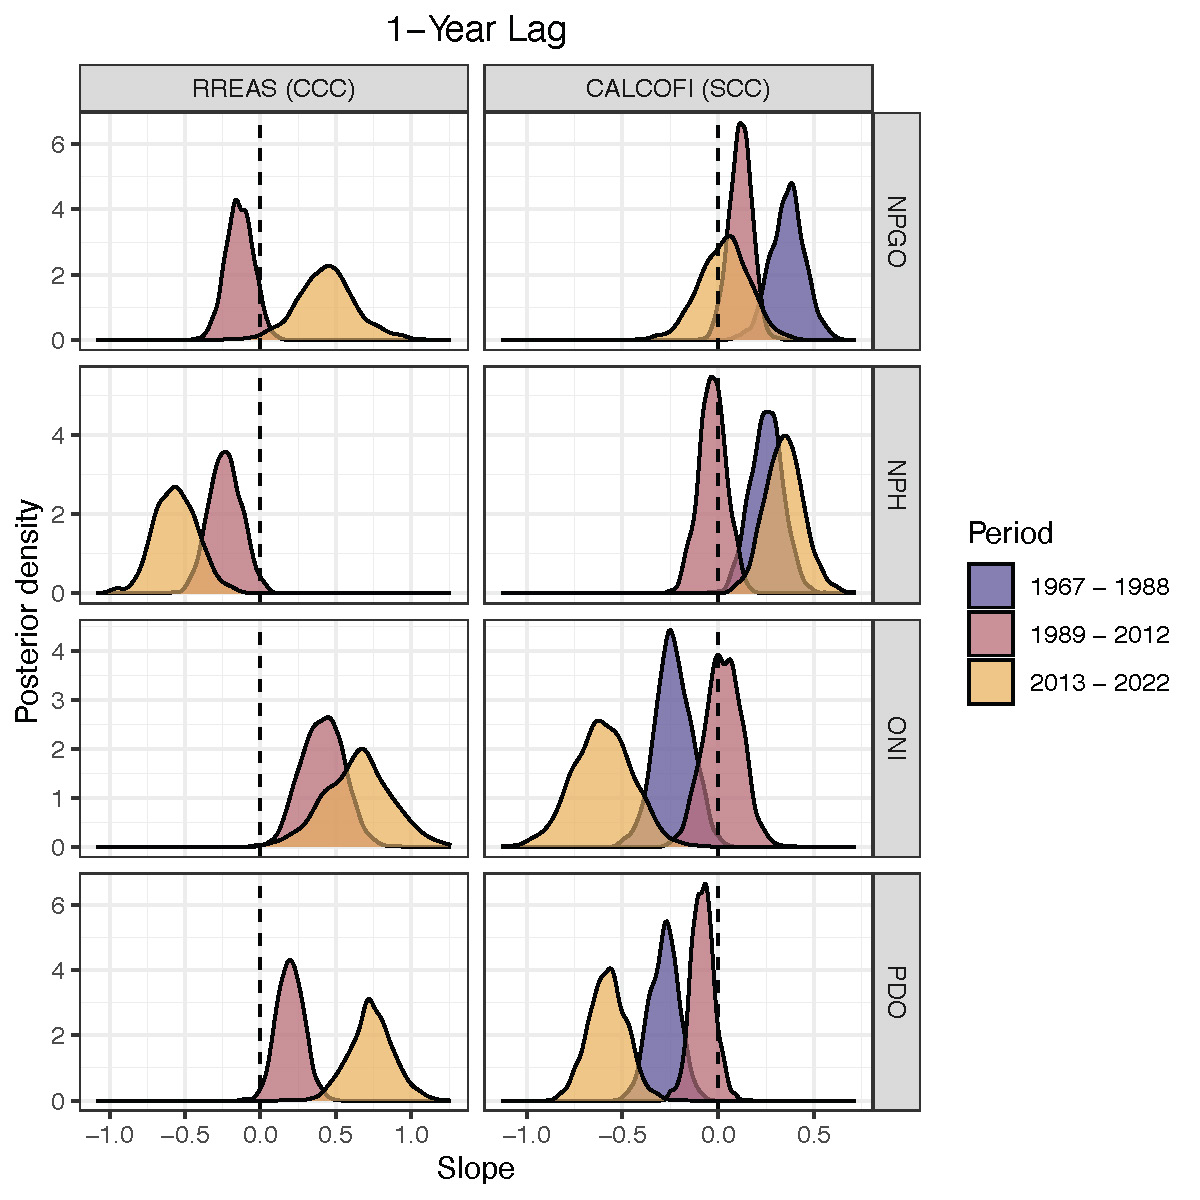 1−Year Lag
RREAS (CCC)
CALCOFI (SCC)
6
4
2
0
NPGO
4
2
0
NPH
4
3
2
1
0
ONI
6
4
2
0
PDO
−1.0 −0.5 0.0 0.5 1.0
−1.0 −0.5 0.0 0.5
Slope
Posterior density
Period
1967 − 1988
1989 − 2012
2013 − 2022